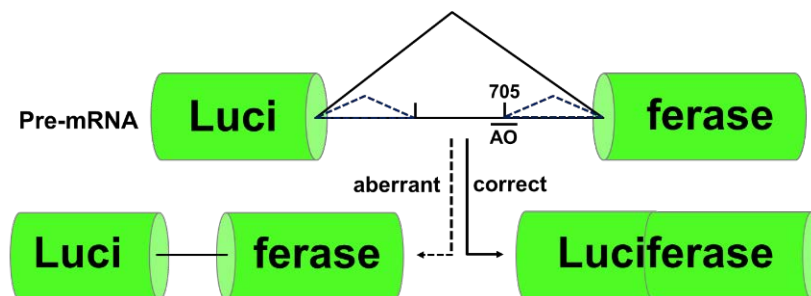 705
Pre-mRNA
Luci
ferase
AO
aberrant
correct
Luci
ferase
Luciferase